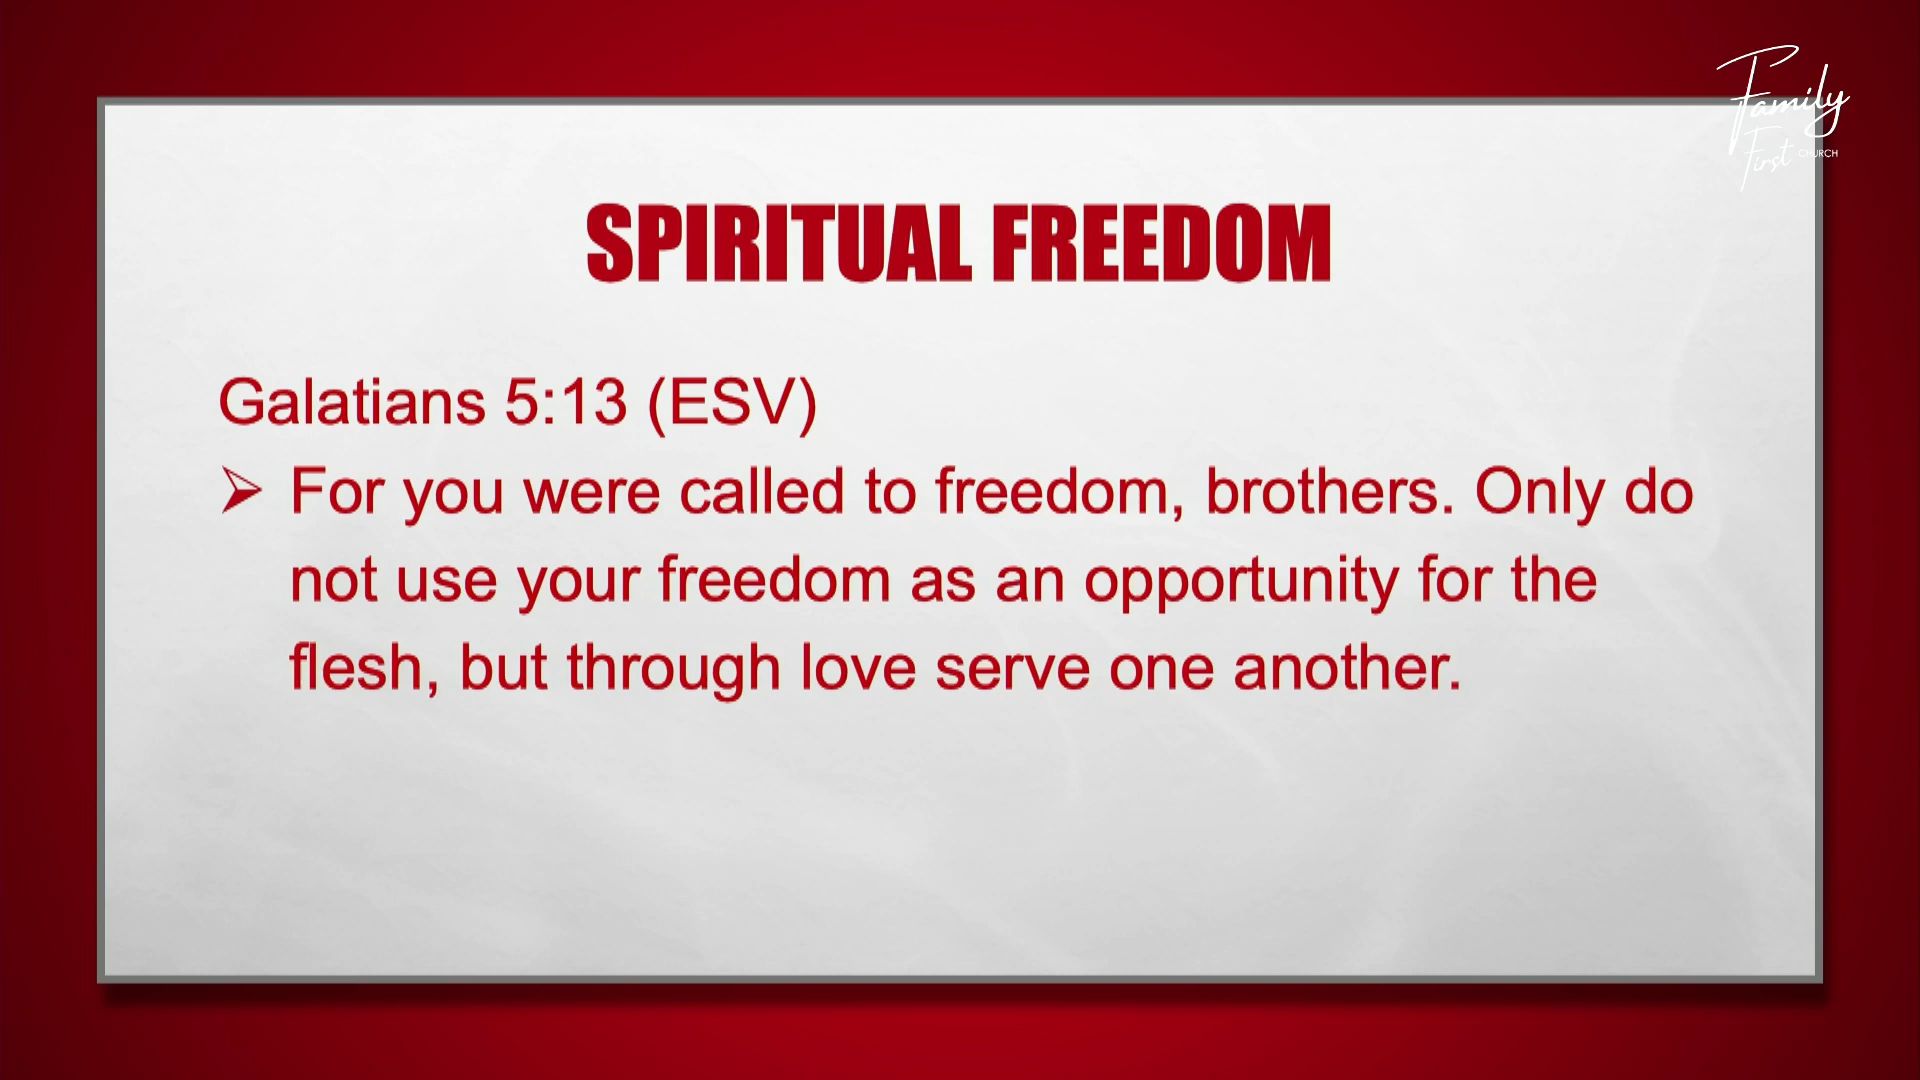 Family
First CHURCH
SPIRITUAL FREEDOM
Galatians 5:13 (ESV)
➢ For you were called to freedom, brothers. Only do
not use your freedom as an opportunity for the
flesh, but through love serve one another.